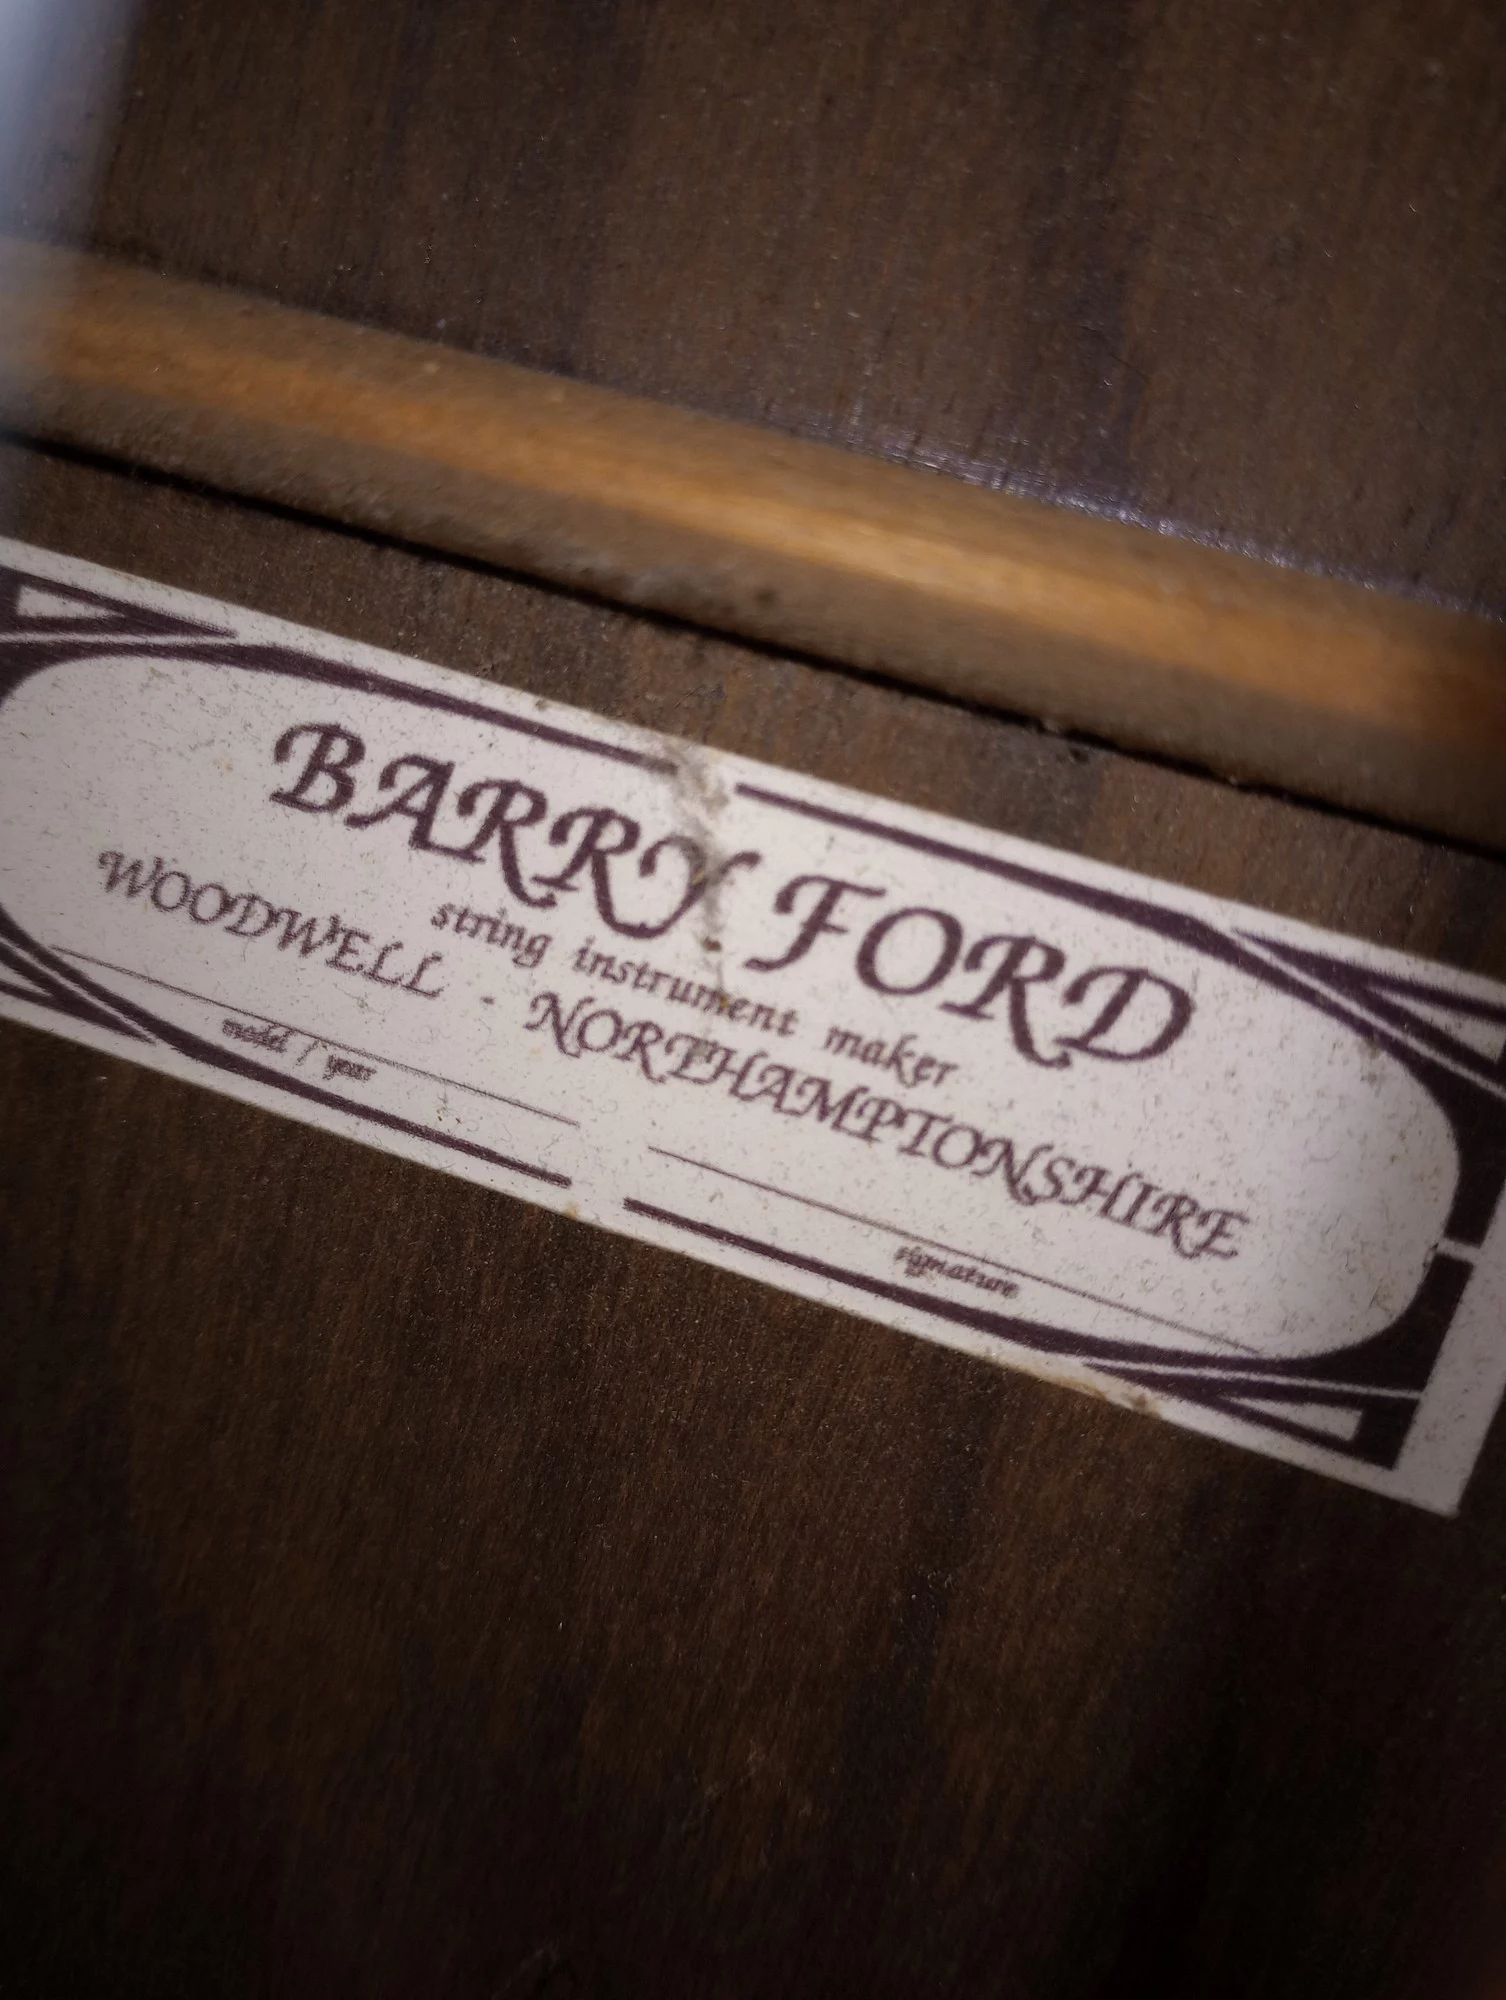 BARRY FORD
string instrument maker
WOODWELL · NORTHAMPTONSHIRE
model / year
signature